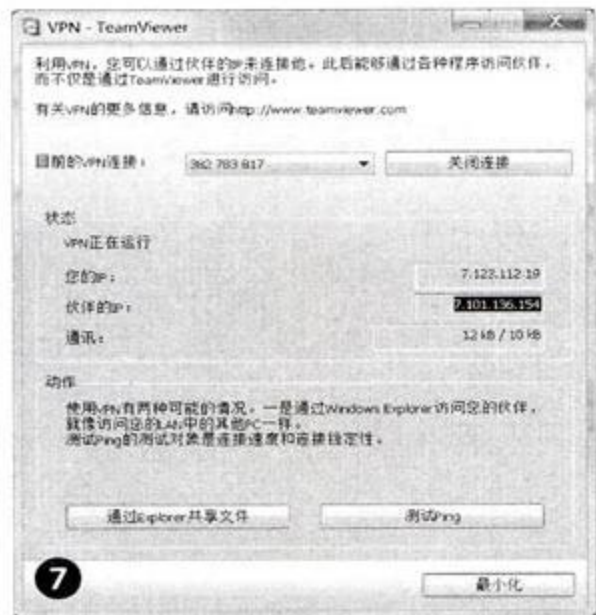 VPN - TeamViewer
利用VPN，您可以通过伙伴的IP来连接他。此后能够通过各种程序访问伙伴，
而不仅是通过TeamViewer进行访问。
有关VPN的更多信息，请访问http://www.teamviewer.com
目前的VPN连接： 382 783 817 关闭连接
状态
VPN正在运行
您的IP： 7.123.112.19
伙伴的IP： 7.101.136.154
通讯： 12 kB / 10 kB
动作
使用VPN有两种可能的情况。一是通过Windows Explorer访问您的伙伴，
就像访问您的LAN中的其他PC一样。
测试Ping的测试对象是连接速度和连接稳定性。
通过Explorer共享文件 测试Ping
7 最小化